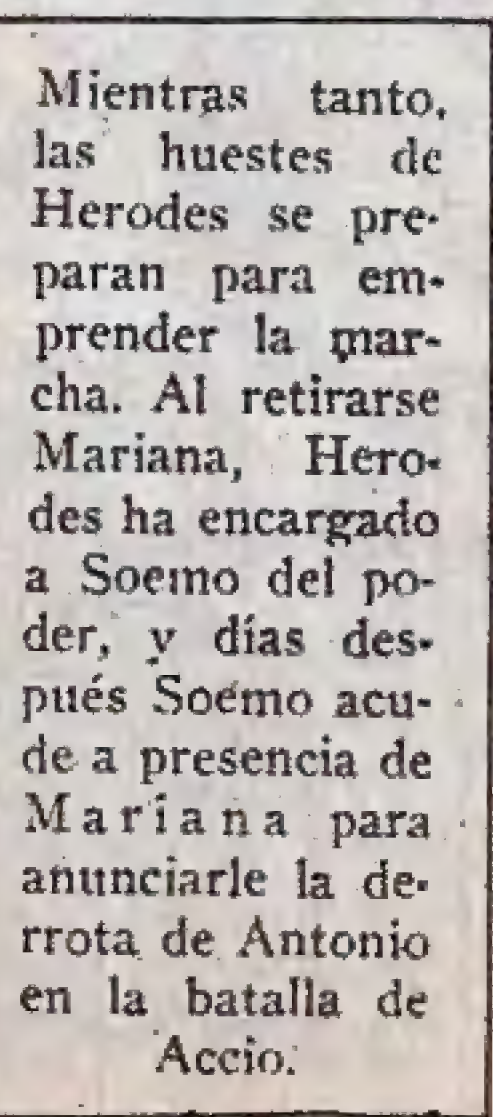 Mientras tanto,
las huestes de
Herodes se pre-
paran para em-
prender la mar-
cha. Al retirarse
Mariana, Hero-
des ha encargado
a Soemo del po-
der, y días des-
pués Soemo acu-
de a presencia de
Mariana para
anunciarle la de-
rrota de Antonio
en la batalla de
Accio.